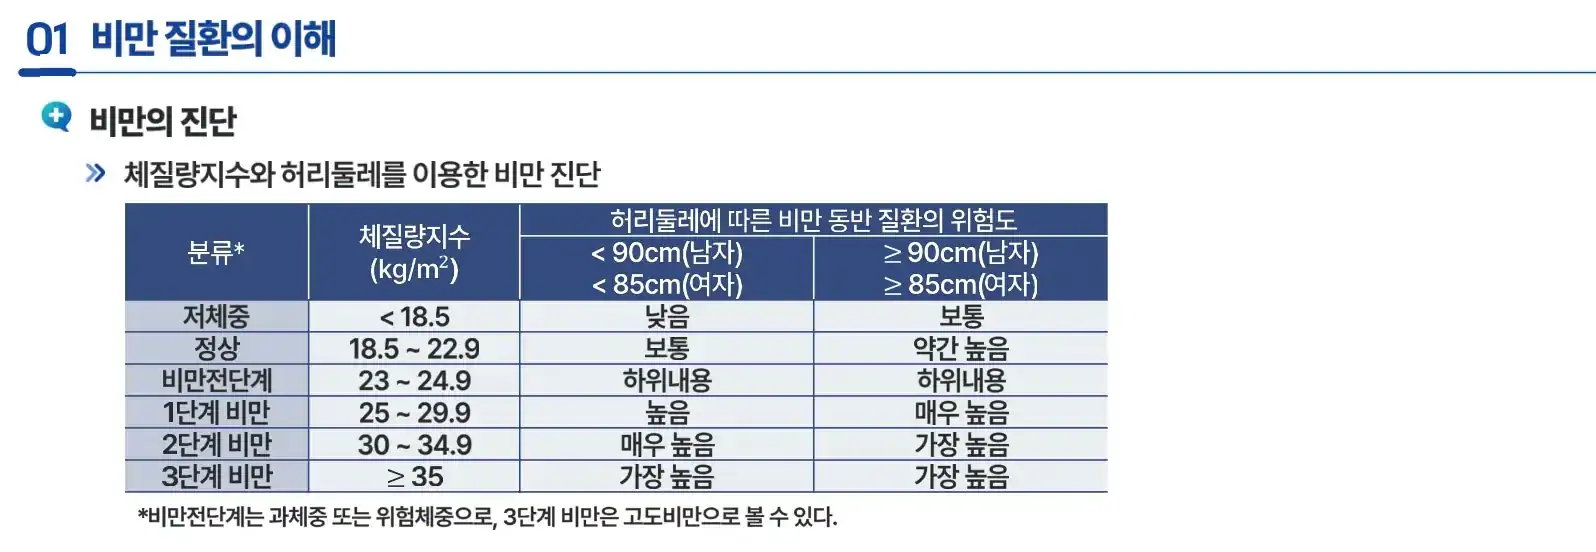 01 비만 질환의 이해
비만의 진단
체질량지수와 허리둘레를 이용한 비만 진단
분류* 체질량지수 (kg/m²) 허리둘레에 따른 비만 동반 질환의 위험도
< 90cm(남자) ≥ 90cm(남자)
< 85cm(여자) ≥ 85cm(여자)
저체중 < 18.5 낮음 보통
정상 18.5 ~ 22.9 보통 약간 높음
비만전단계 23 ~ 24.9 하위내용 하위내용
1단계 비만 25 ~ 29.9 높음 매우 높음
2단계 비만 30 ~ 34.9 매우 높음 가장 높음
3단계 비만 ≥ 35 가장 높음 가장 높음
*비만전단계는 과체중 또는 위험체중으로, 3단계 비만은 고도비만으로 볼 수 있다.